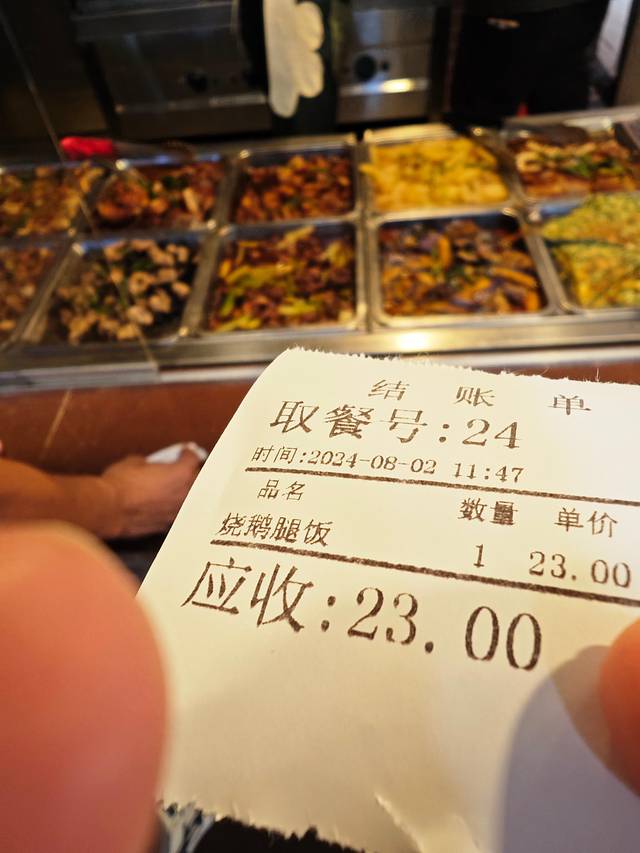 结 账 单
取餐号:24
时间:2024-08-02 11:47
品名 数量 单价
烧鹅腿饭 1 23.00
应收:23.00